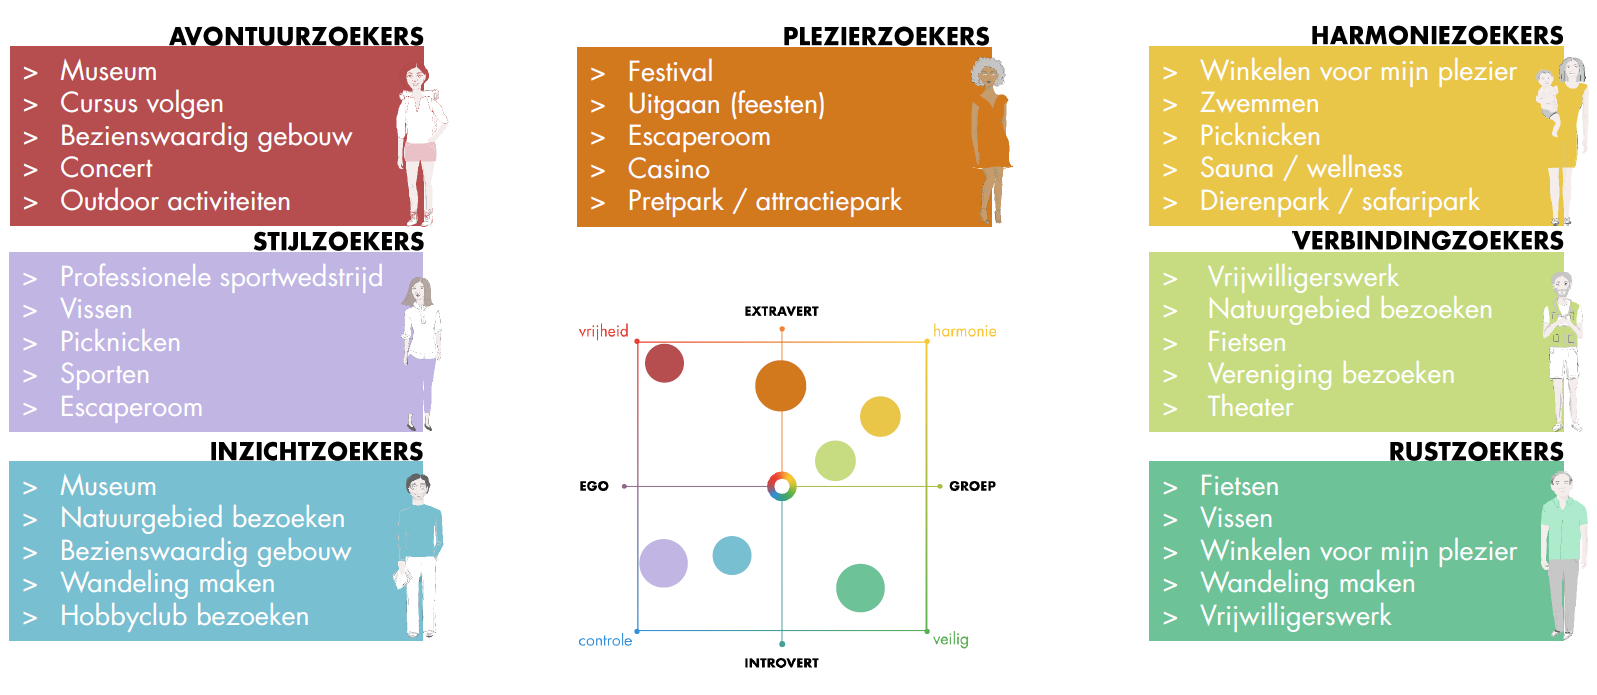 AVONTUURZOEKERS
> Museum
> Cursus volgen
> Bezienswaardig gebouw
> Concert
> Outdoor activiteiten
STIJLZOEKERS
> Professionele sportwedstrijd
> Vissen
> Picknicken
> Sporten
> Escaperoom
INZICHTZOEKERS
> Museum
> Natuurgebied bezoeken
> Bezienswaardig gebouw
> Wandeling maken
> Hobbyclub bezoeken
PLEZIERZOEKERS
> Festival
> Uitgaan (feesten)
> Escaperoom
> Casino
> Pretpark / attractiepark
EXTRAVERT
vrijheid
harmonie
EGO
GROEP
controle
veilig
INTROVERT
HARMONIEZOEKERS
> Winkelen voor mijn plezier
> Zwemmen
> Picknicken
> Sauna / wellness
> Dierenpark / safaripark
VERBINDINGZOEKERS
> Vrijwilligerswerk
> Natuurgebied bezoeken
> Fietsen
> Vereniging bezoeken
> Theater
RUSTZOEKERS
> Fietsen
> Vissen
> Winkelen voor mijn plezier
> Wandeling maken
> Vrijwilligerswerk